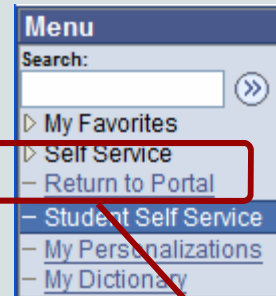 Menu
Search:
My Favorites
Self Service
Return to Portal
Student Self Service
My Personalizations
My Dictionary